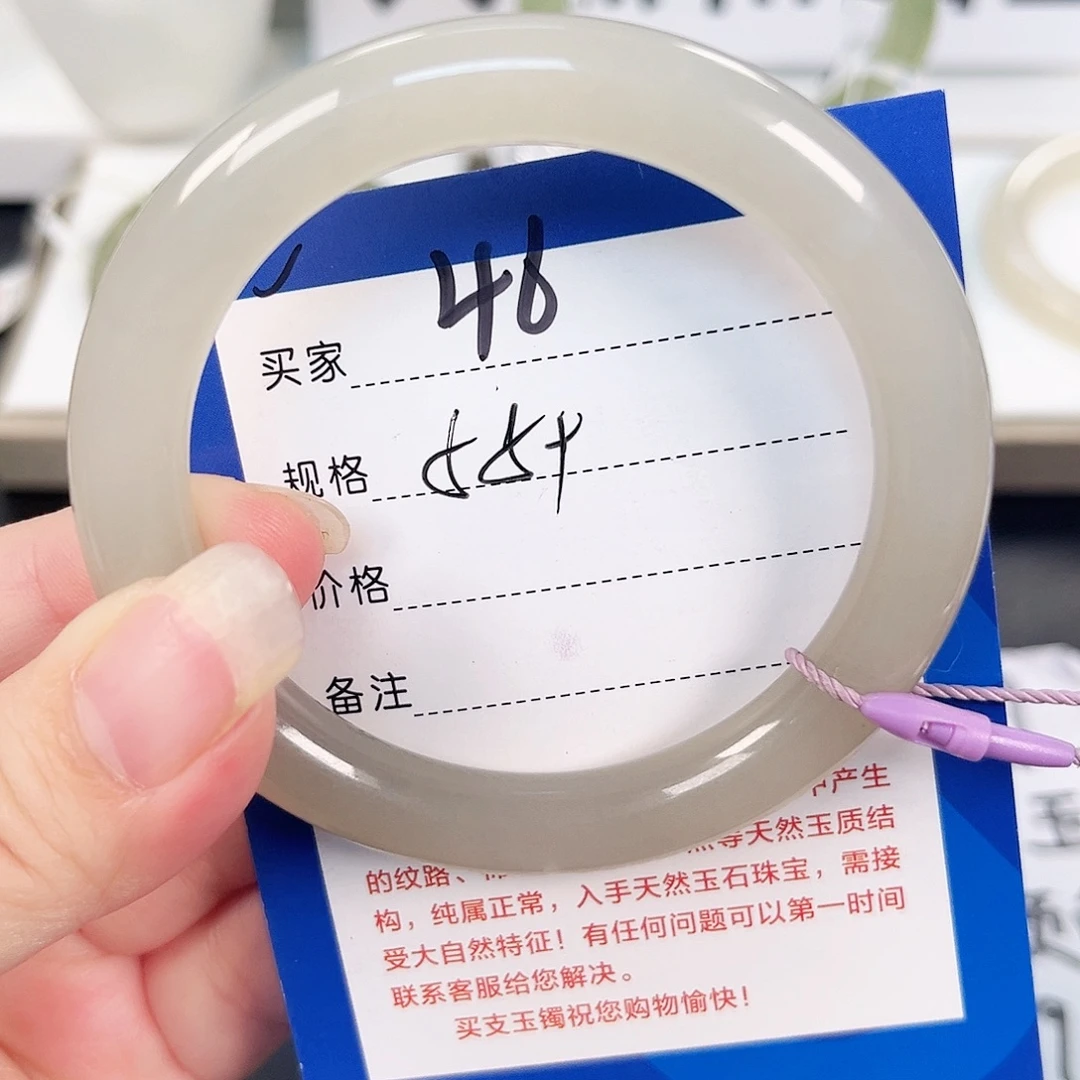 48
买家
规格 55+
价格
备注
产生
的纹路、 等天然玉质结
构，纯属正常，入手天然玉石珠宝，需接
受大自然特征！有任何问题可以第一时间
联系客服给您解决。
买支玉镯祝您购物愉快！
玉